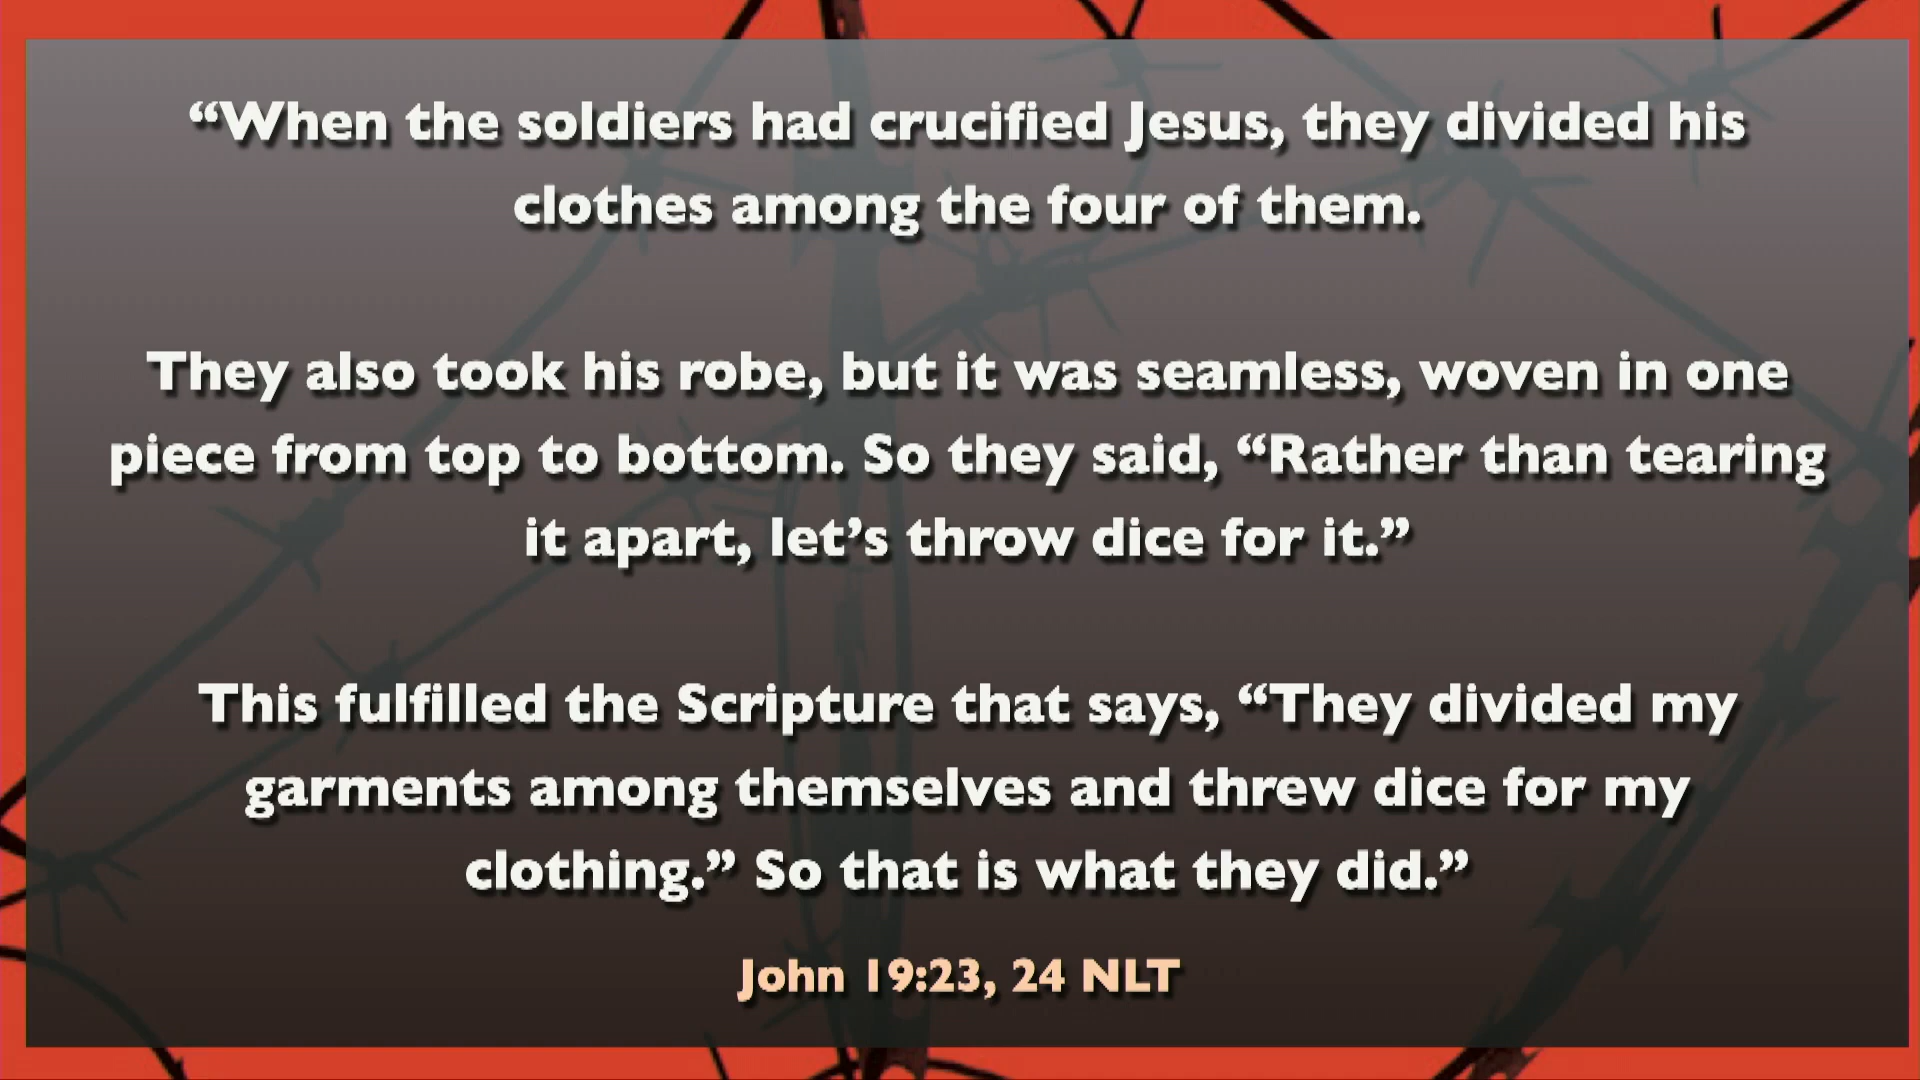 “When the soldiers had crucified Jesus, they divided his
clothes among the four of them.
They also took his robe, but it was seamless, woven in one
piece from top to bottom. So they said, “Rather than tearing
it apart, let’s throw dice for it.”
This fulfilled the Scripture that says, “They divided my
garments among themselves and threw dice for my
clothing.” So that is what they did.”
John 19:23, 24 NLT